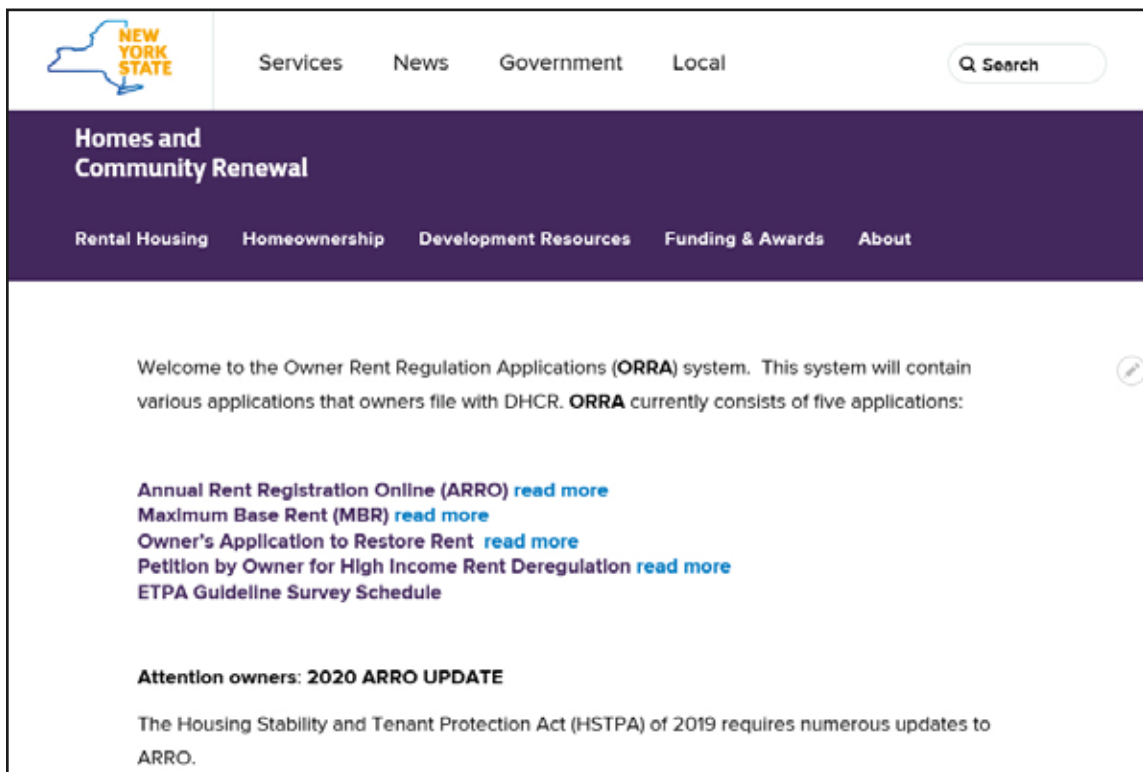 NEW
YORK
STATE
Services News Government Local
Search
Homes and
Community Renewal
Rental Housing Homeownership Development Resources Funding & Awards About
Welcome to the Owner Rent Regulation Applications (ORRA) system. This system will contain
various applications that owners file with DHCR. ORRA currently consists of five applications:
Annual Rent Registration Online (ARRO) read more
Maximum Base Rent (MBR) read more
Owner's Application to Restore Rent read more
Petition by Owner for High Income Rent Deregulation read more
ETPA Guideline Survey Schedule
Attention owners: 2020 ARRO UPDATE
The Housing Stability and Tenant Protection Act (HSTPA) of 2019 requires numerous updates to
ARRO.